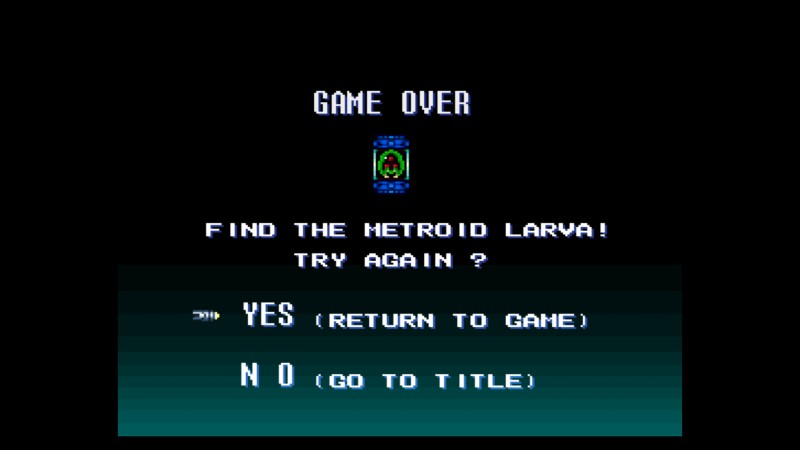 GAME OVER
FIND THE METROID LARVA!
TRY AGAIN ?
YES (RETURN TO GAME)
NO (GO TO TITLE)